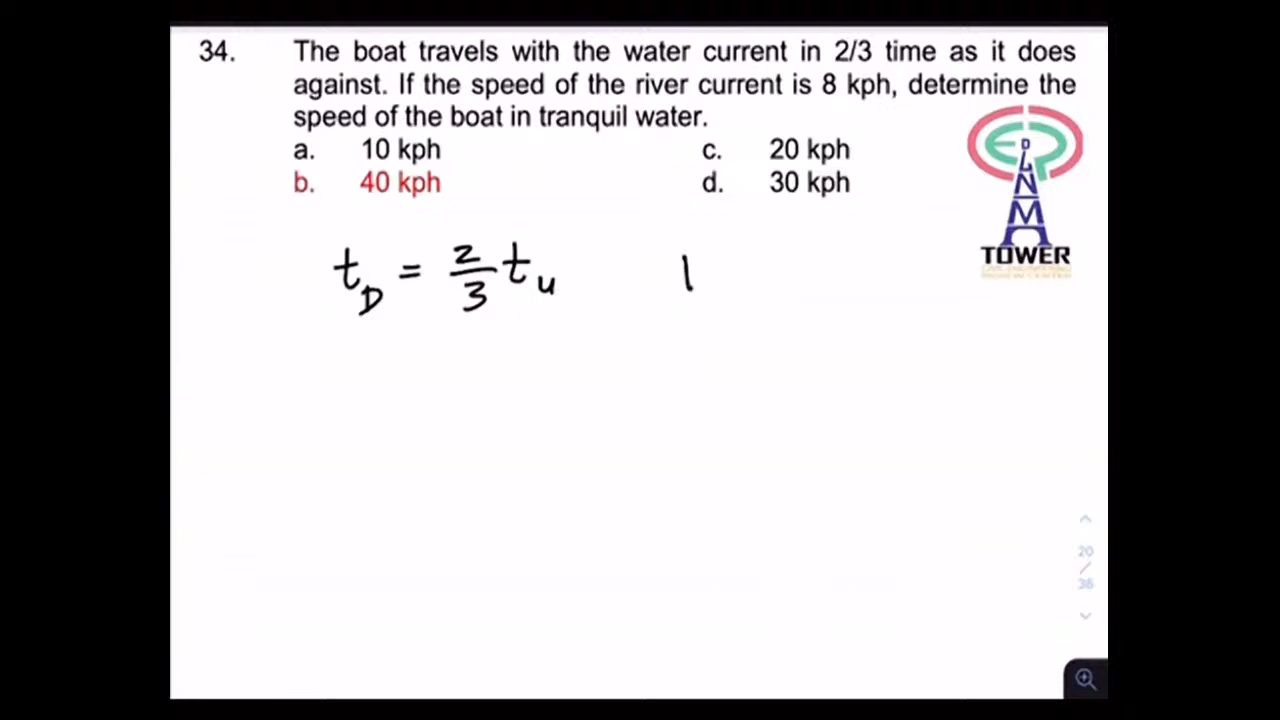 34. The boat travels with the water current in 2/3 time as it does
against. If the speed of the river current is 8 kph, determine the
speed of the boat in tranquil water.
a. 10 kph c. 20 kph
b. 40 kph d. 30 kph
t_D = 2/3 t_u
TOWER
20
/
36